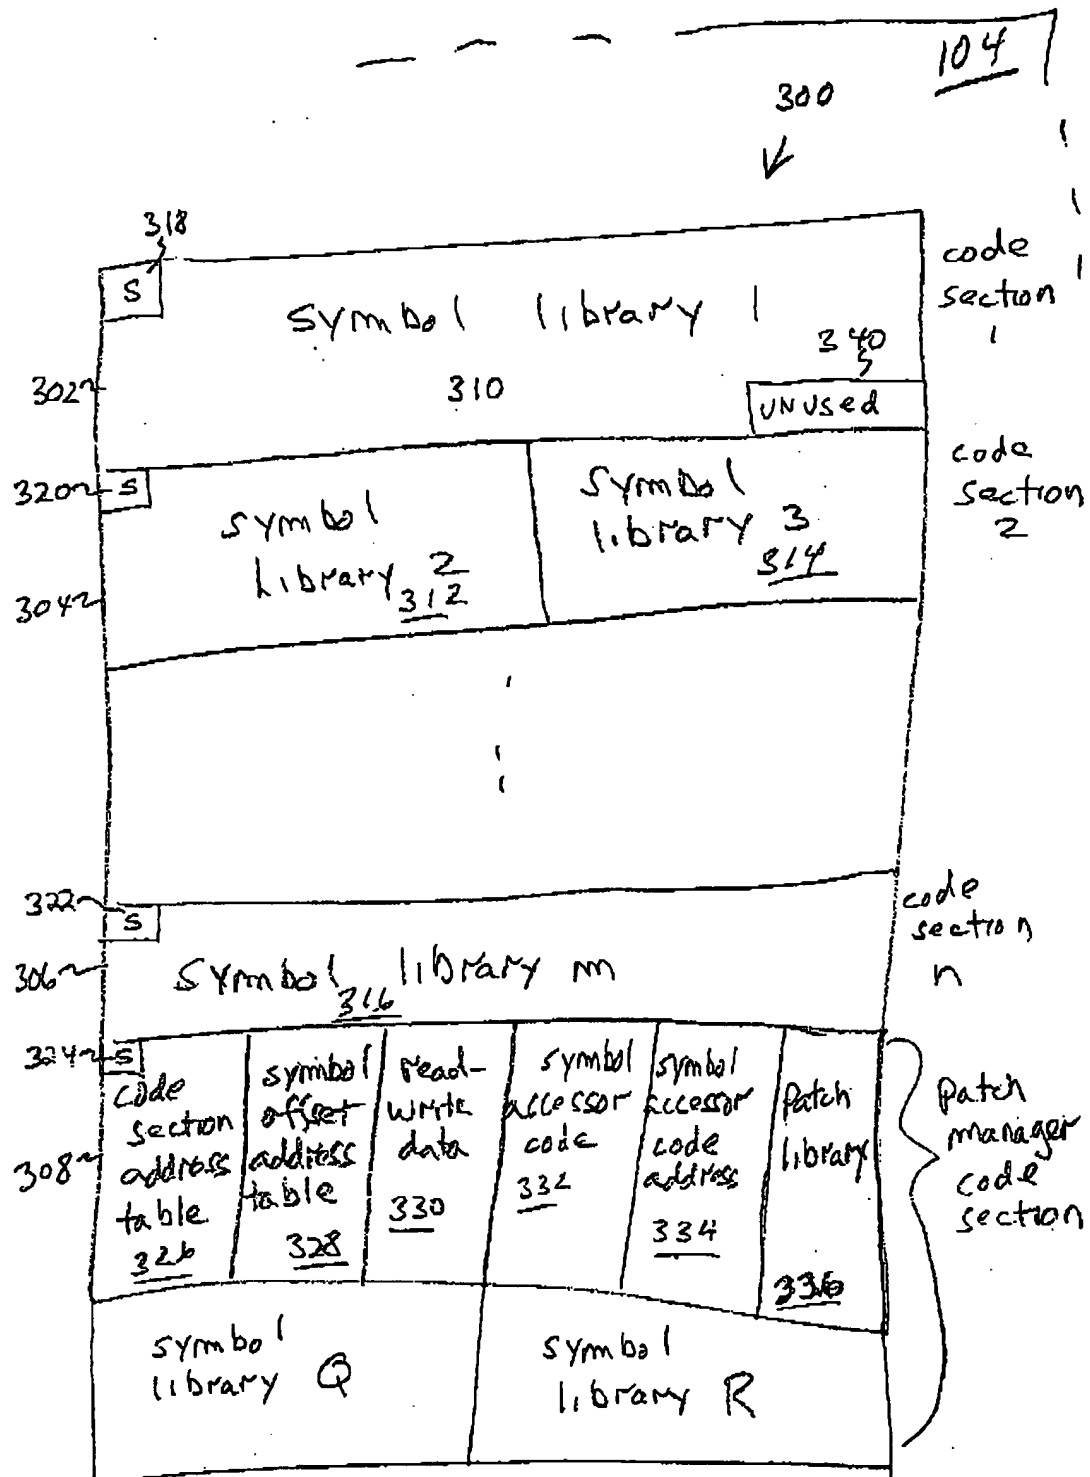 104
300
318
S
symbol library 1
code
section
1
340
302
310
UNUSED
code
section
2
320
S
symbol
library 2
312
symbol
library 3
314
304
322
S
code
section
n
306
symbol library m
316
324
S
code
section
address
table
326
symbol
offset
address
table
328
read-
write
data
330
symbol
accessor
code
332
symbol
accessor
code
address
334
Patch
library
336
308
Patch
manager
code
section
symbol
library Q
symbol
library R